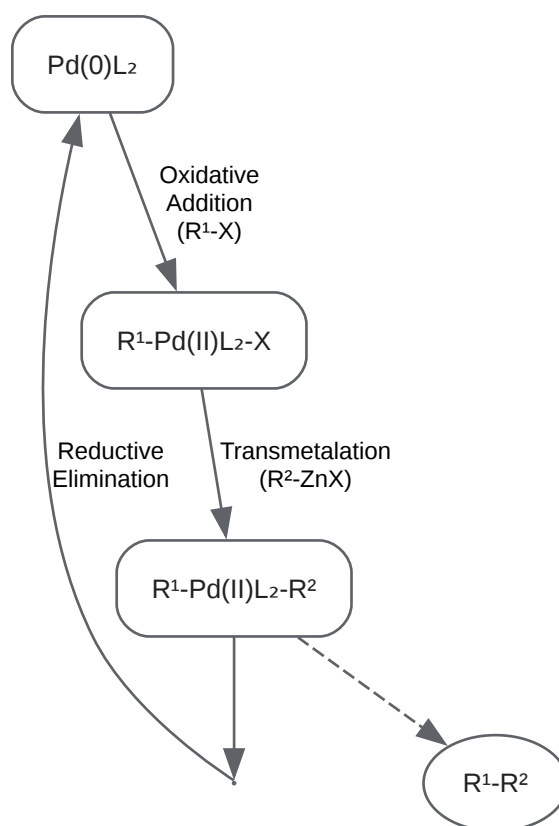 Pd(0)L₂
Oxidative
Addition
(R¹-X)
R¹-Pd(II)L₂-X
Reductive
Elimination
Transmetalation
(R²-ZnX)
R¹-Pd(II)L₂-R²
R¹-R²